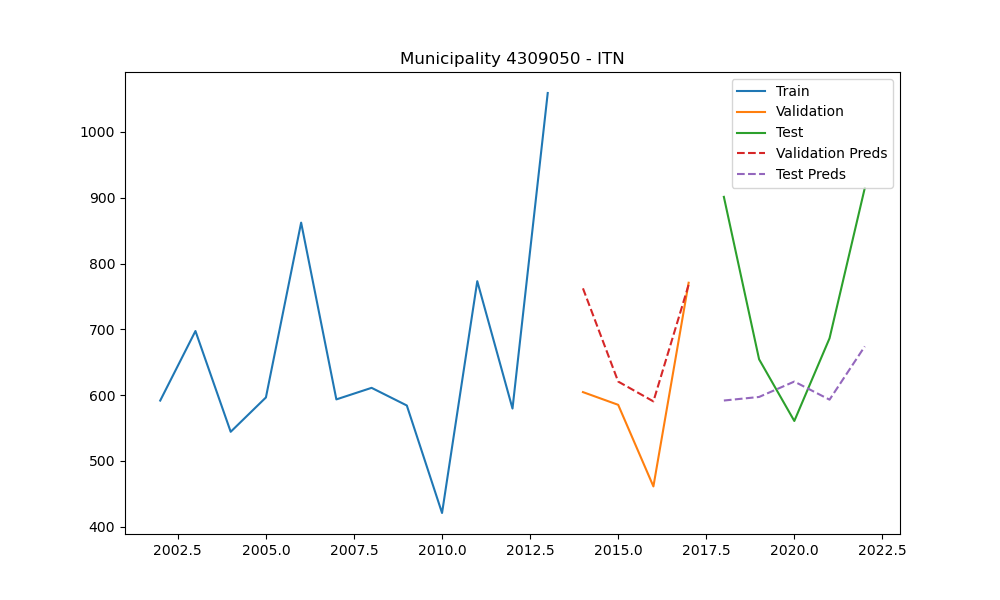 Municipality 4309050 - ITN
Train
Validation
Test
Validation Preds
Test Preds
1000
900
800
700
600
500
400
2002.5 2005.0 2007.5 2010.0 2012.5 2015.0 2017.5 2020.0 2022.5